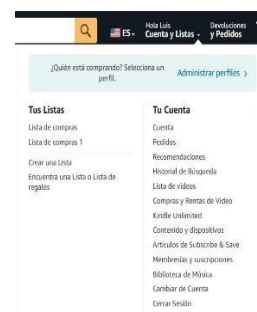 ES
Hola Luis
Cuenta y Listas
Devoluciones
y Pedidos
¿Quién está comprando? Selecciona un
perfil.
Administrar perfiles >
Tus Listas
Lista de compras
Lista de compras 1
Crear una Lista
Encuentra una Lista o Lista de
regalos
Tu Cuenta
Cuenta
Pedidos
Recomendaciones
Historial de Búsqueda
Lista de videos
Compras y Rentas de Video
Kindle Unlimited
Contenido y dispositivos
Artículos de Subscribe & Save
Membresías y suscripciones
Biblioteca de Música
Cambiar de Cuenta
Cerrar Sesión